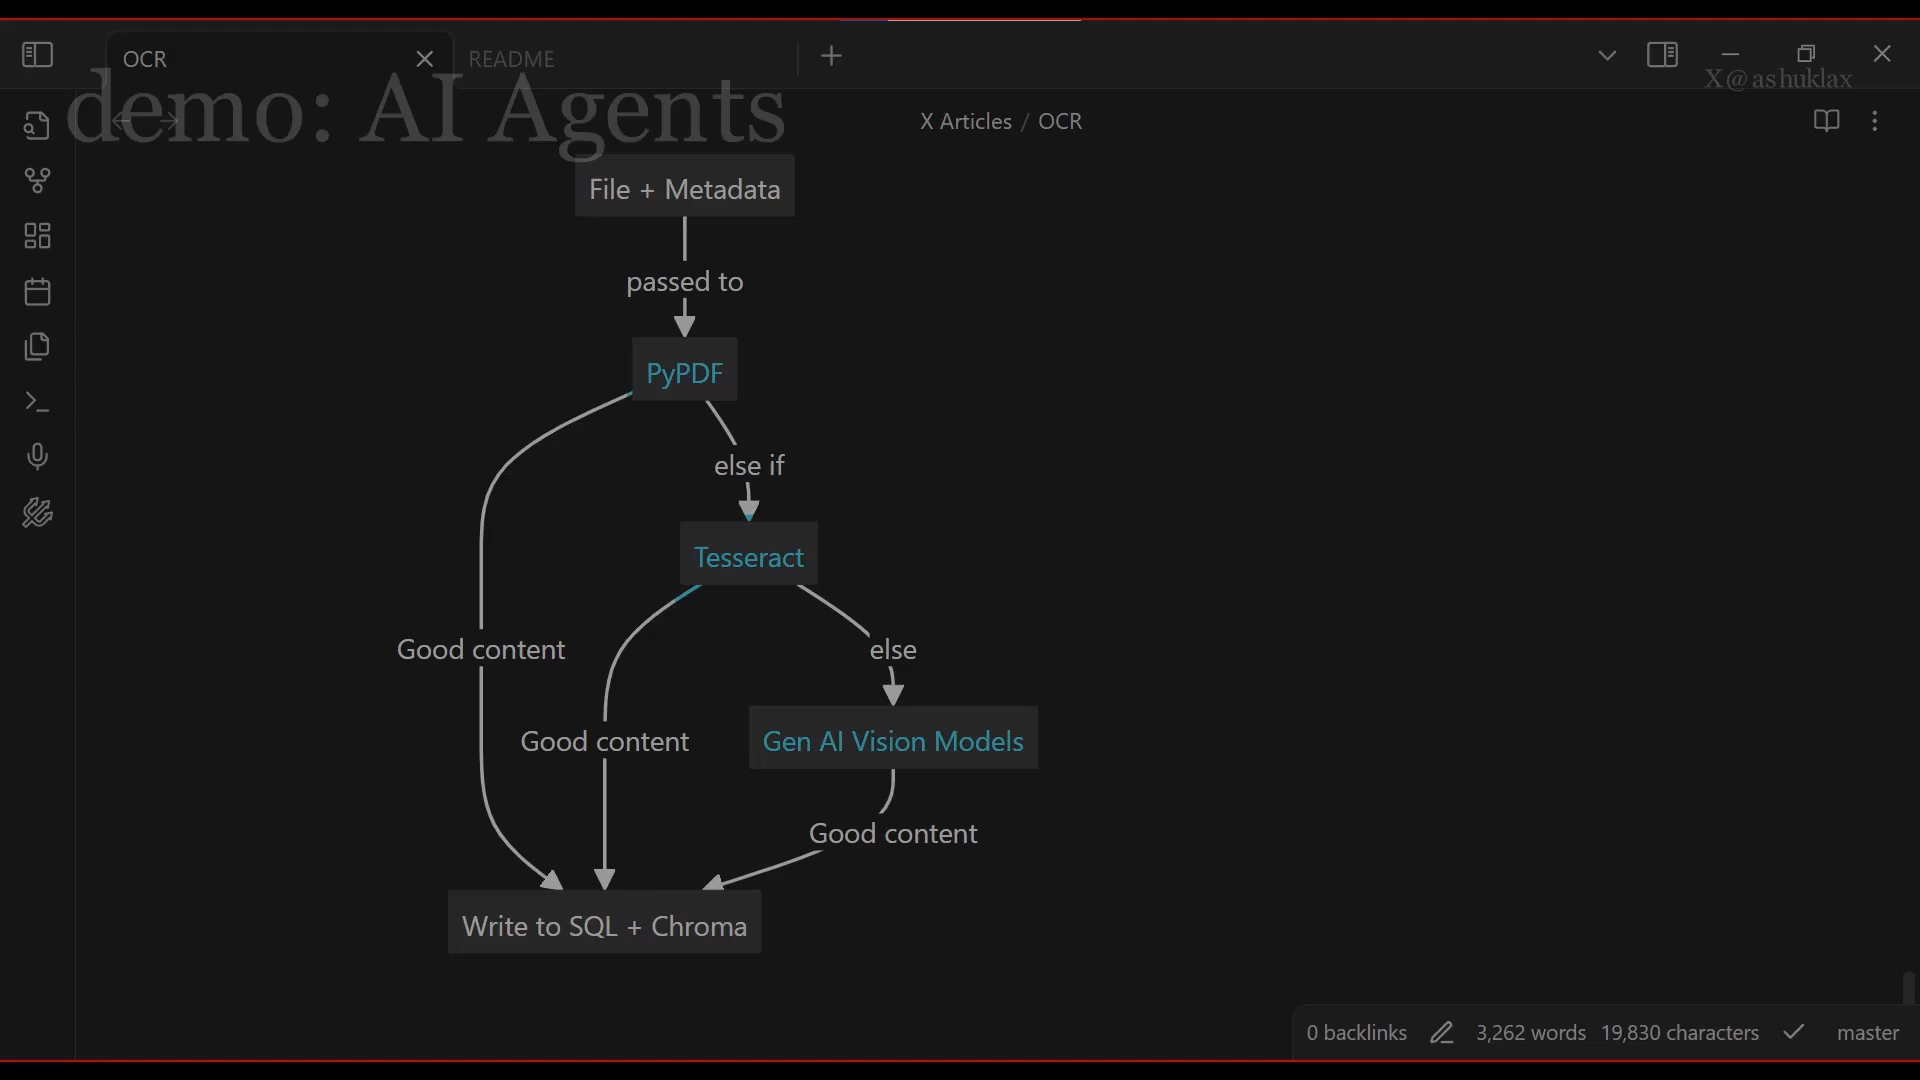 OCR
README
demo: AI Agents
X@ashuklax
X Articles / OCR
File + Metadata
passed to
PyPDF
else if
Tesseract
Good content
else
Good content
Gen AI Vision Models
Good content
Write to SQL + Chroma
0 backlinks 3,262 words 19,830 characters master